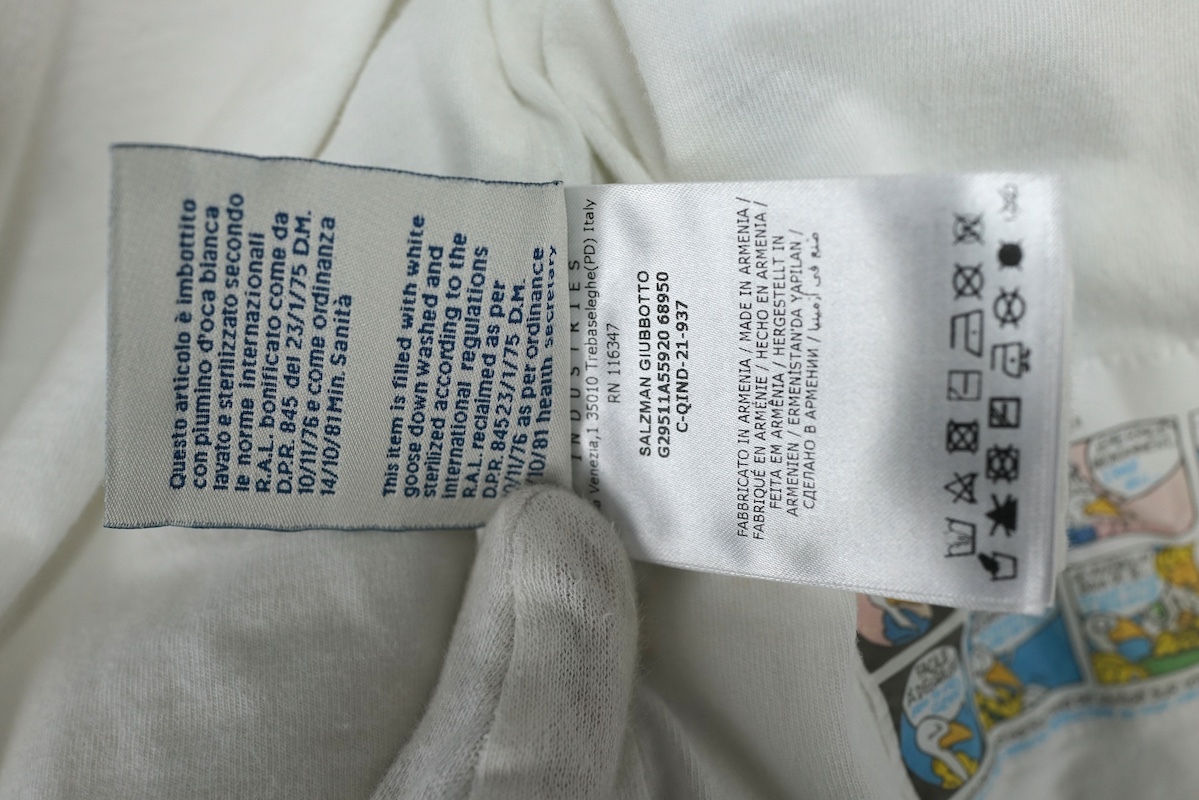 Questo articolo è imbottito
con piumino d'oca bianca
lavato e sterilizzato secondo
le norme internazionali
R.A.L. bonificato come da
D.P.R. 845 del 23/1/75 D.M.
10/11/76 e come ordinanza
14/10/81 Min. Sanità
This item is filled with white
goose down washed and
sterilized according to the
international regulations
R.A.L. reclaimed as per
D.P.R. 845 23/1/75 D.M.
/11/76 as per ordinance
/10/81 health secretary
INDUSTRIES
a Venezia,1 35010 Trebaseleghe(PD) Italy
RN 116347
SALZMAN GIUBBOTTO
G29511A55920 68950
C-QIND-21-937
FABBRICATO IN ARMENIA / MADE IN ARMENIA /
FABRIQUÉ EN ARMÉNIE / HECHO EN ARMENIA /
FEITA EM ARMÊNIA / HERGESTELLT IN
ARMENIEN / ERMENİSTAN'DA YAPILAN /
СДЕЛАНО В АРМЕНИИ / صنع في أرمينيا